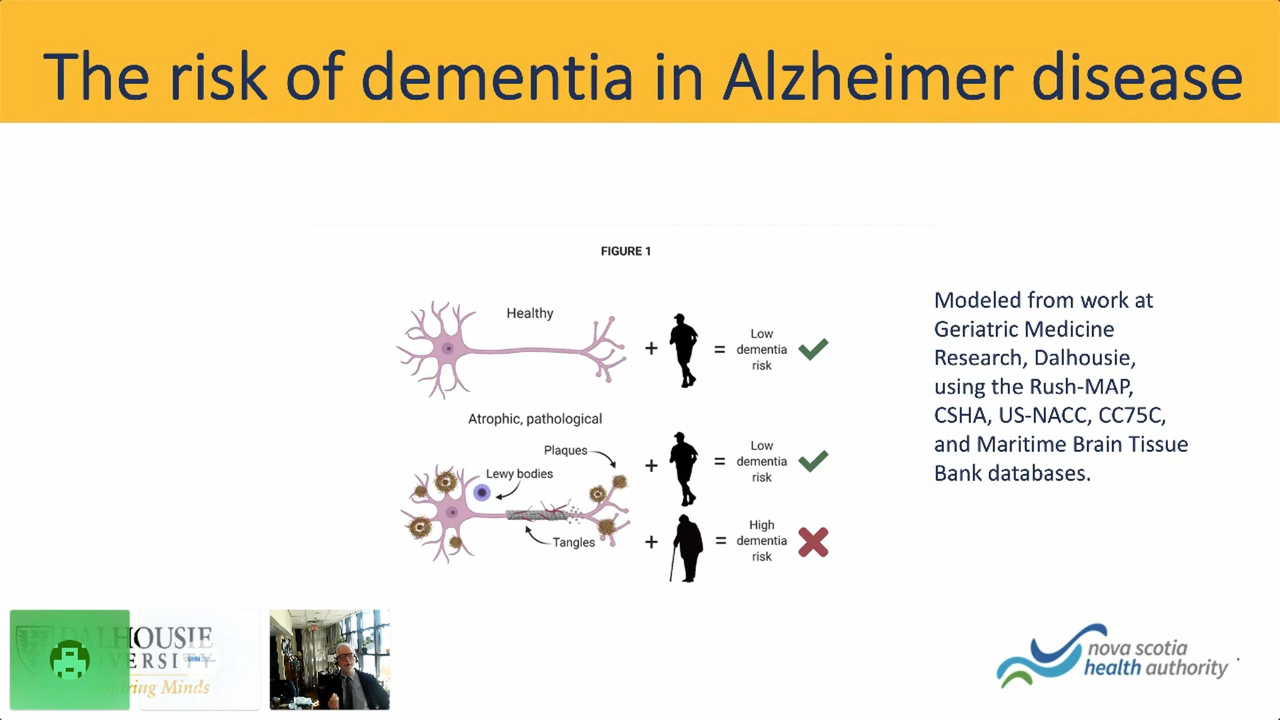 The risk of dementia in Alzheimer disease
FIGURE 1
Healthy
+
=
Low
dementia
risk
Atrophic, pathological
Plaques
Lewy bodies
Tangles
+
=
Low
dementia
risk
+
=
High
dementia
risk
Modeled from work at
Geriatric Medicine
Research, Dalhousie,
using the Rush-MAP,
CSHA, US-NACC, CC75C,
and Maritime Brain Tissue
Bank databases.
DALHOUSIE
UNIVERSITY
Inspiring Minds
nova scotia
health authority